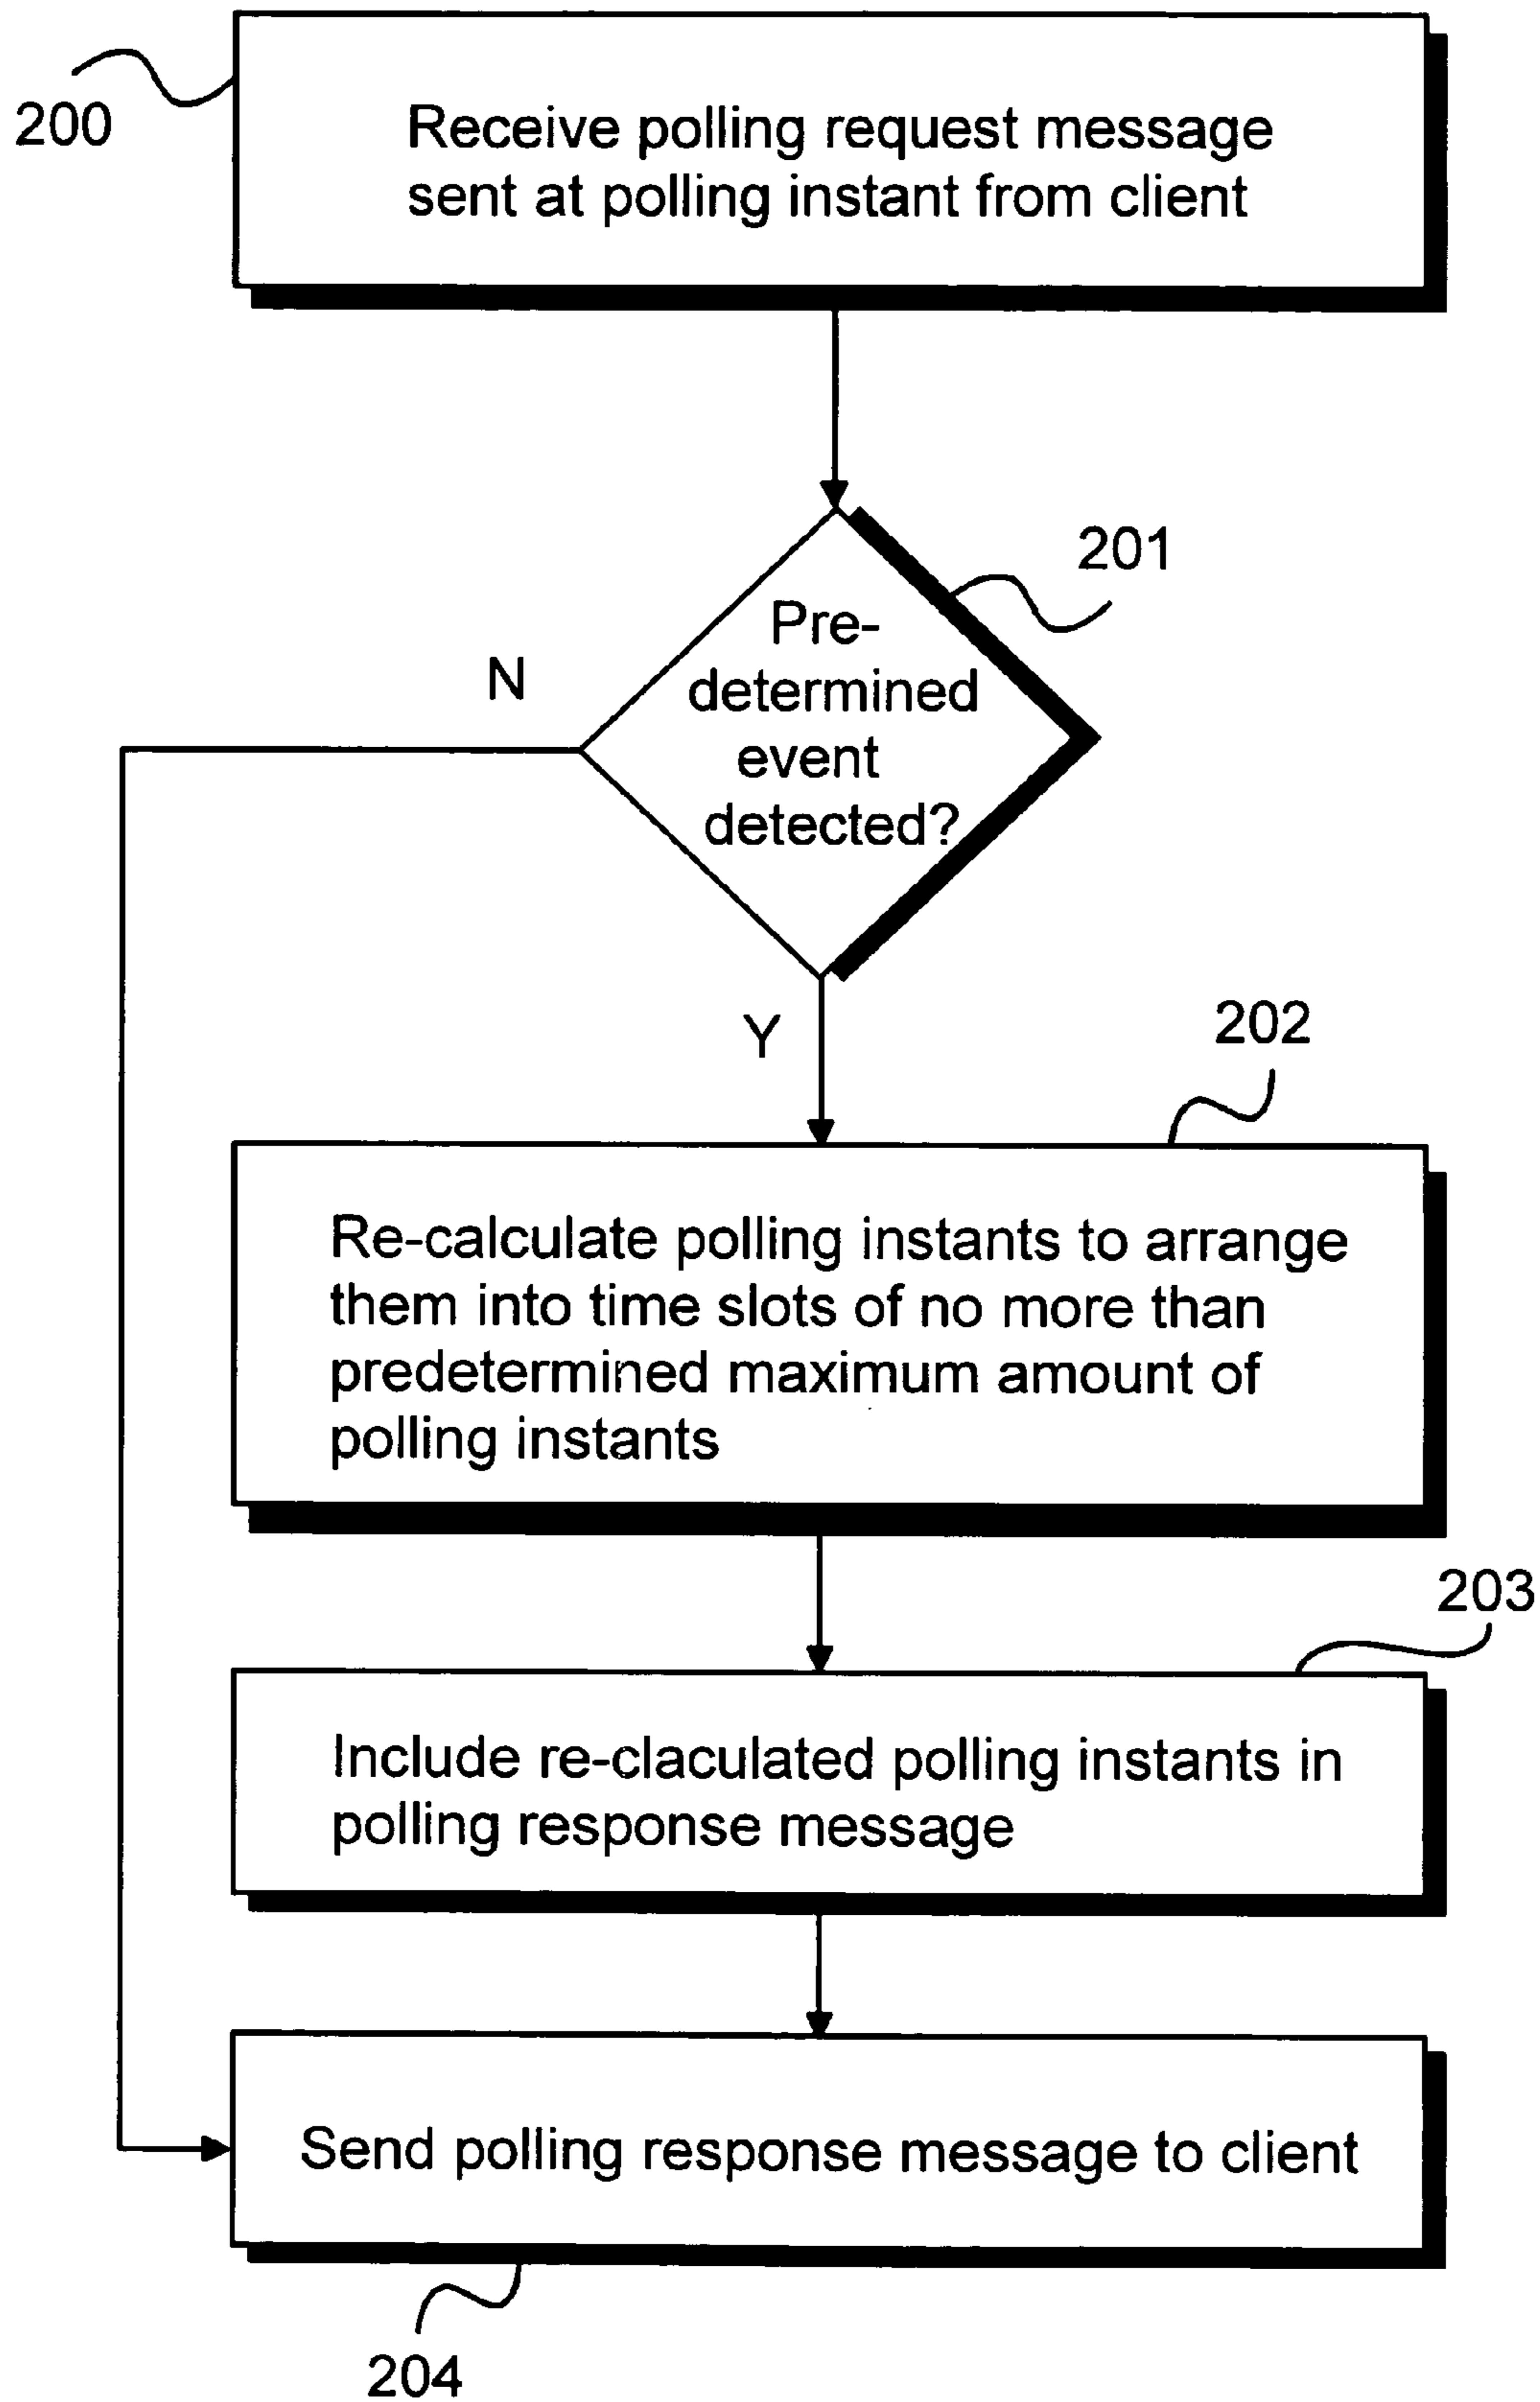 200
Receive polling request message
sent at polling instant from client
201
Pre-
determined
event
detected?
N
Y
202
Re-calculate polling instants to arrange
them into time slots of no more than
predetermined maximum amount of
polling instants
203
Include re-claculated polling instants in
polling response message
Send polling response message to client
204